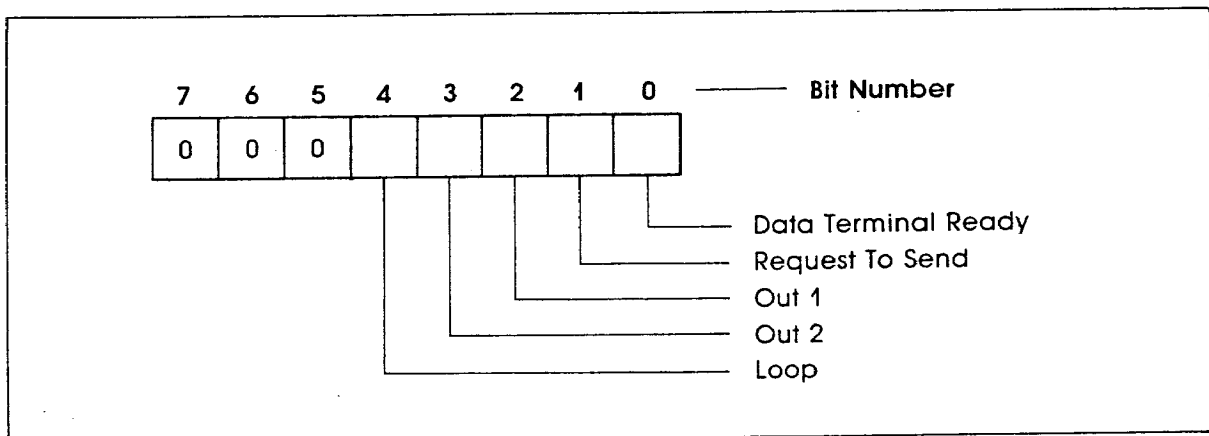 7 6 5 4 3 2 1 0 Bit Number
0 0 0
Data Terminal Ready
Request To Send
Out 1
Out 2
Loop